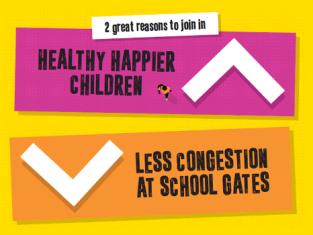 2 great reasons to join in
HEALTHY HAPPIER
CHILDREN
LESS CONGESTION
AT SCHOOL GATES